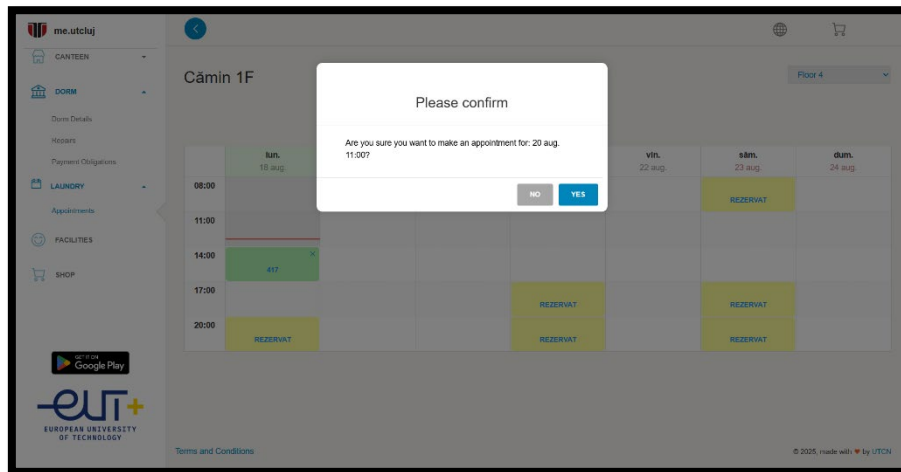 me.utcluj
CANTEEN
DORM
Dorm Details
Repairs
Payment Obligations
LAUNDRY
Appointments
FACILITIES
SHOP
GET IT ON
Google Play
EUT+
EUROPEAN UNIVERSITY
OF TECHNOLOGY
Cămin 1F
Floor 4
Please confirm
Are you sure you want to make an appointment for: 20 aug.
11:00?
NO YES
lun. vin. sâm. dum.
18 aug. 22 aug. 23 aug. 24 aug.
08:00
REZERVAT
11:00
14:00
×
#17
17:00
REZERVAT REZERVAT
20:00
REZERVAT REZERVAT REZERVAT
Terms and Conditions
© 2025, made with ♥ by UTCN